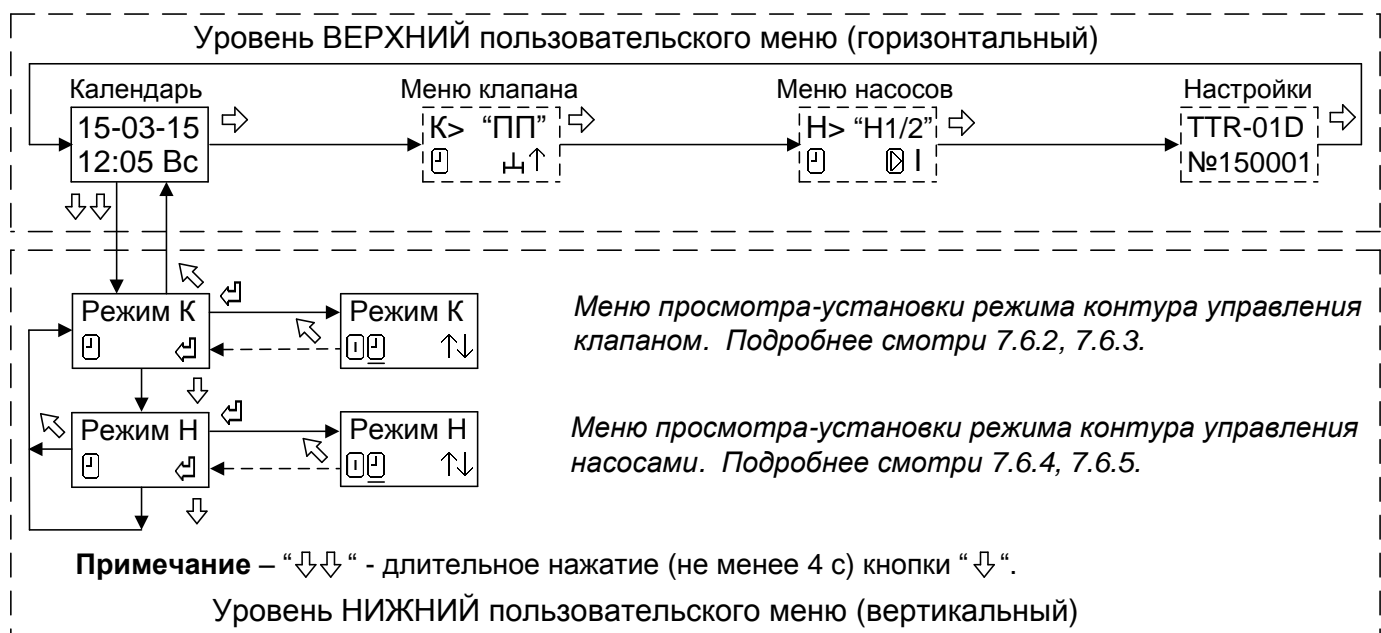 Уровень ВЕРХНИЙ пользовательского меню (горизонтальный)
Календарь
Меню клапана
Меню насосов
Настройки
15-03-15
12:05 Вс
К> “ПП”
Н> “Н1/2”
I
TTR-01D
№150001
Режим К
Режим К
Меню просмотра-установки режима контура управления
клапаном. Подробнее смотри 7.6.2, 7.6.3.
Режим Н
Режим Н
Меню просмотра-установки режима контура управления
насосами. Подробнее смотри 7.6.4, 7.6.5.
Примечание – “⇩⇩“ - длительное нажатие (не менее 4 с) кнопки “⇩“.
Уровень НИЖНИЙ пользовательского меню (вертикальный)